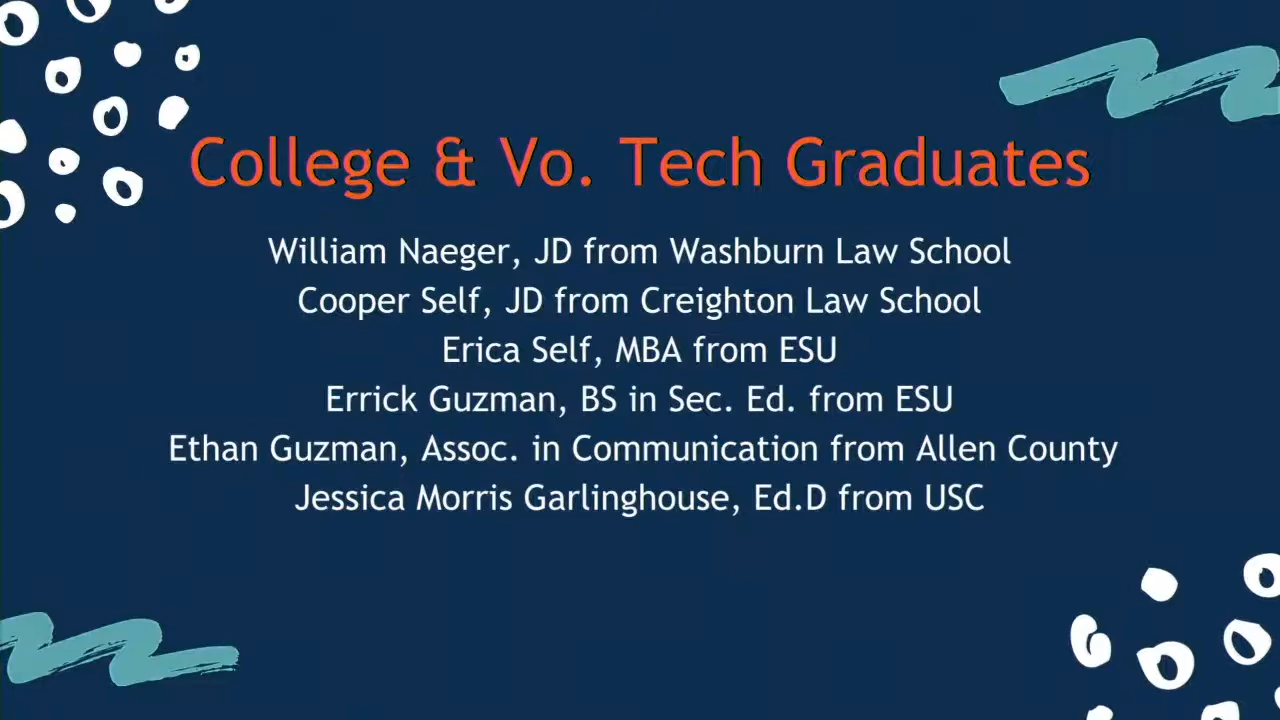 College & Vo. Tech Graduates
William Naeger, JD from Washburn Law School
Cooper Self, JD from Creighton Law School
Erica Self, MBA from ESU
Errick Guzman, BS in Sec. Ed. from ESU
Ethan Guzman, Assoc. in Communication from Allen County
Jessica Morris Garlinghouse, Ed.D from USC